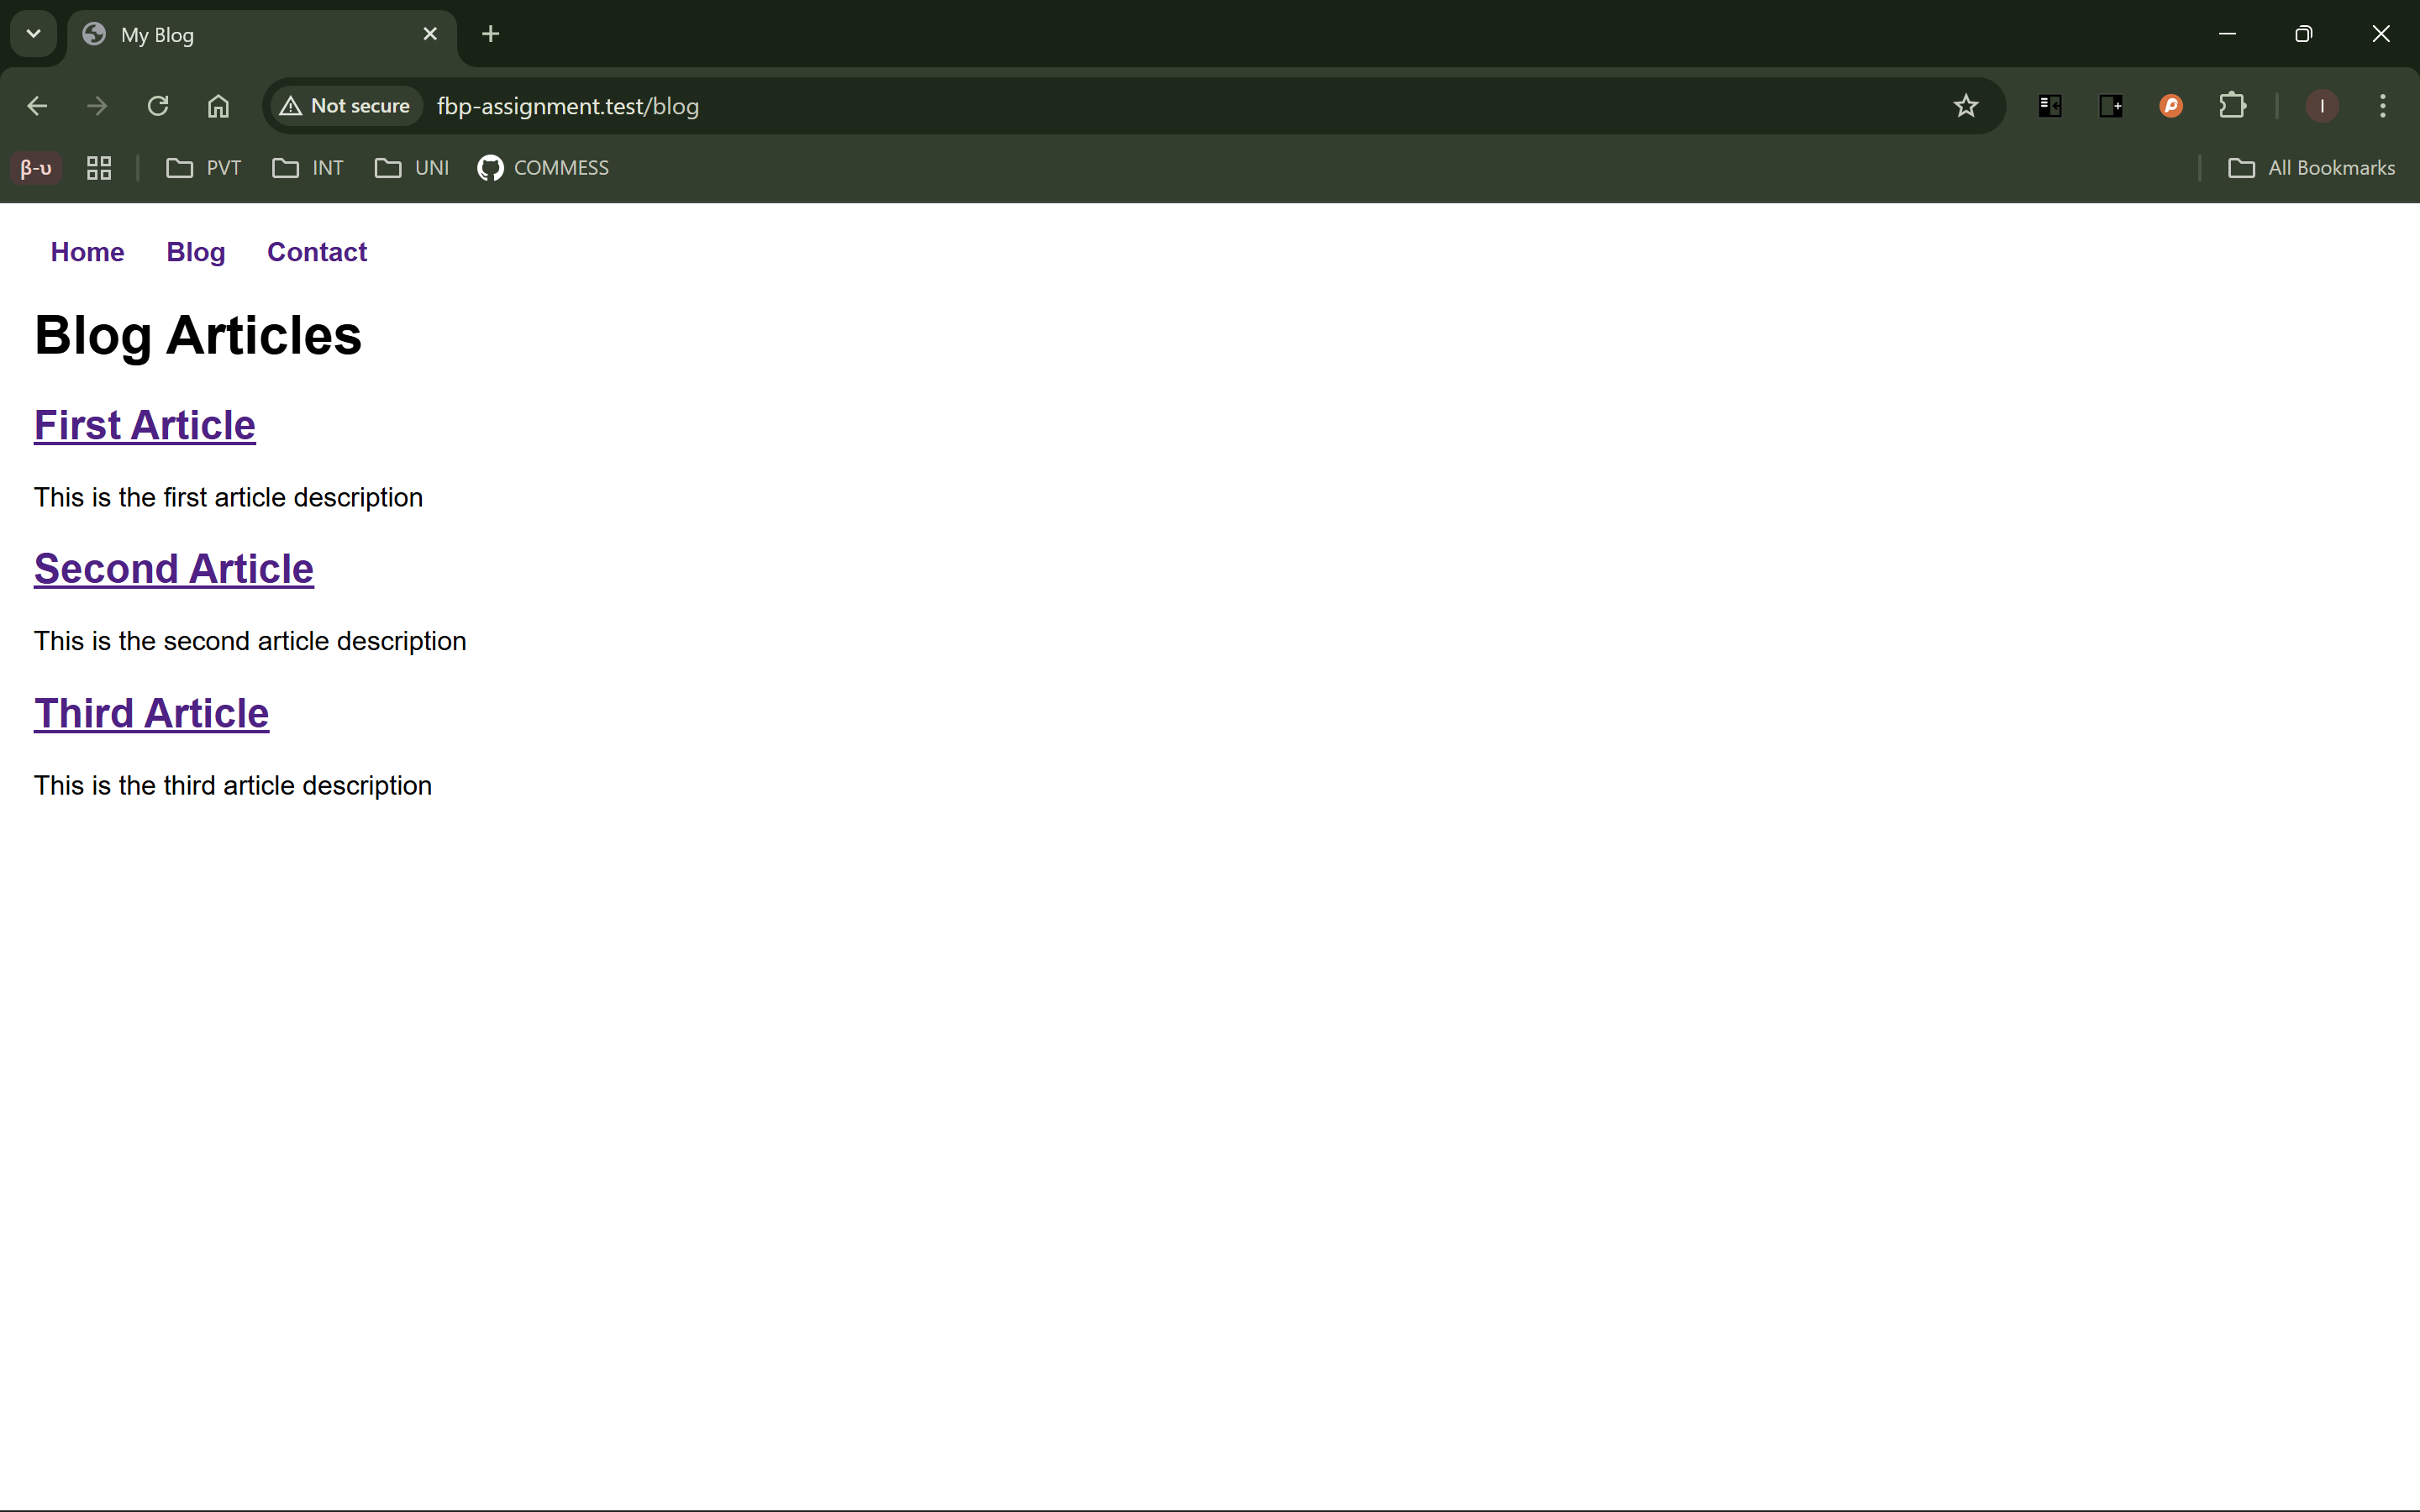 My Blog
Not secure fbp-assignment.test/blog I
β-υ PVT INT UNI COMMESS All Bookmarks
Home Blog Contact
Blog Articles
First Article
This is the first article description
Second Article
This is the second article description
Third Article
This is the third article description